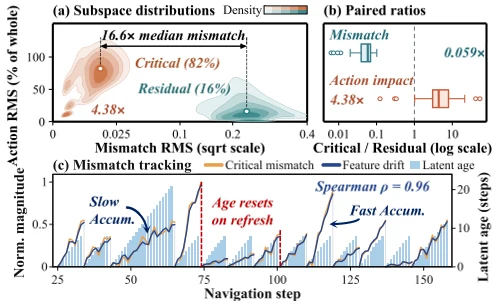 (a) Subspace distributions
Density
(b) Paired ratios
16.6× median mismatch
Critical (82%)
Residual (16%)
4.38×
Action RMS (% of whole)
100
50
0
0
0.025
0.1
0.2
0.4
Mismatch RMS (sqrt scale)
Mismatch
0.059×
Action impact
4.38×
0.01
0.1
1
10
Critical / Residual (log scale)
(c) Mismatch tracking
Critical mismatch
Feature drift
Latent age
Norm. magnitude
1
0.5
0
Slow
Accum.
Age resets
on refresh
Spearman ρ = 0.96
Fast Accum.
20
10
0
Latent age (steps)
25
50
75
100
125
150
Navigation step